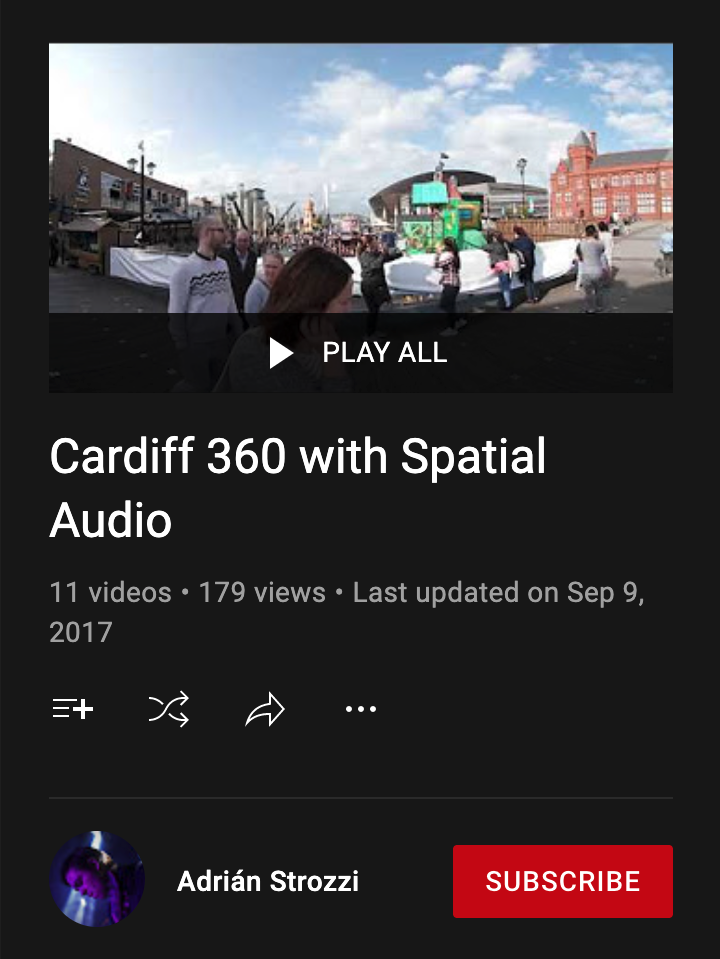 PLAY ALL
Cardiff 360 with Spatial
Audio
11 videos • 179 views • Last updated on Sep 9,
2017
Adrián Strozzi
SUBSCRIBE